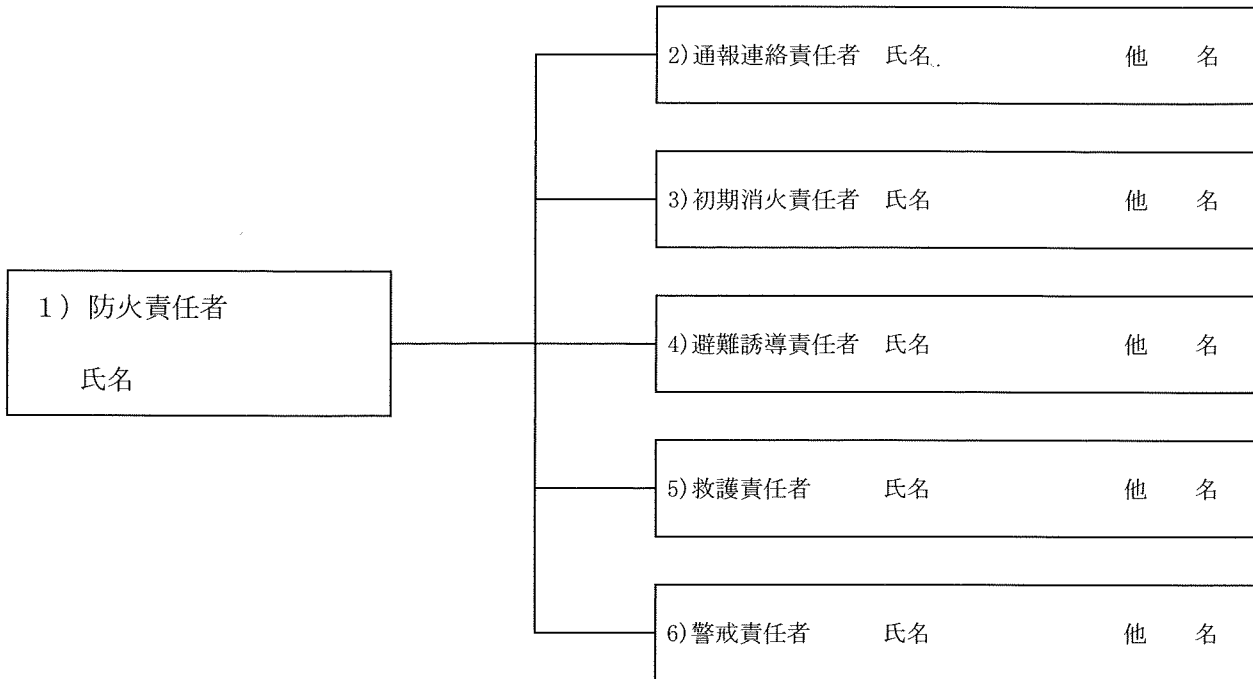 2)通報連絡責任者　氏名　　　　　　　　他　　名
3)初期消火責任者　氏名　　　　　　　　他　　名
1）防火責任者
氏名
4)避難誘導責任者　氏名　　　　　　　　他　　名
5)救護責任者　　　氏名　　　　　　　　他　　名
6)警戒責任者　　　氏名　　　　　　　　他　　名